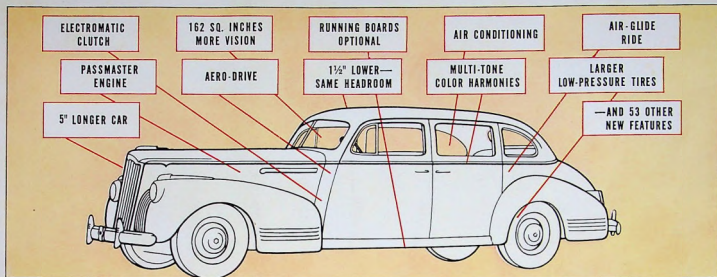 ELECTROMATIC
CLUTCH
162 SQ. INCHES
MORE VISION
RUNNING BOARDS
OPTIONAL
AIR CONDITIONING
AIR-GLIDE
RIDE
PASSMASTER
ENGINE
AERO-DRIVE
1½" LOWER—
SAME HEADROOM
MULTI-TONE
COLOR HARMONIES
LARGER
LOW-PRESSURE TIRES
5" LONGER CAR
—AND 53 OTHER
NEW FEATURES